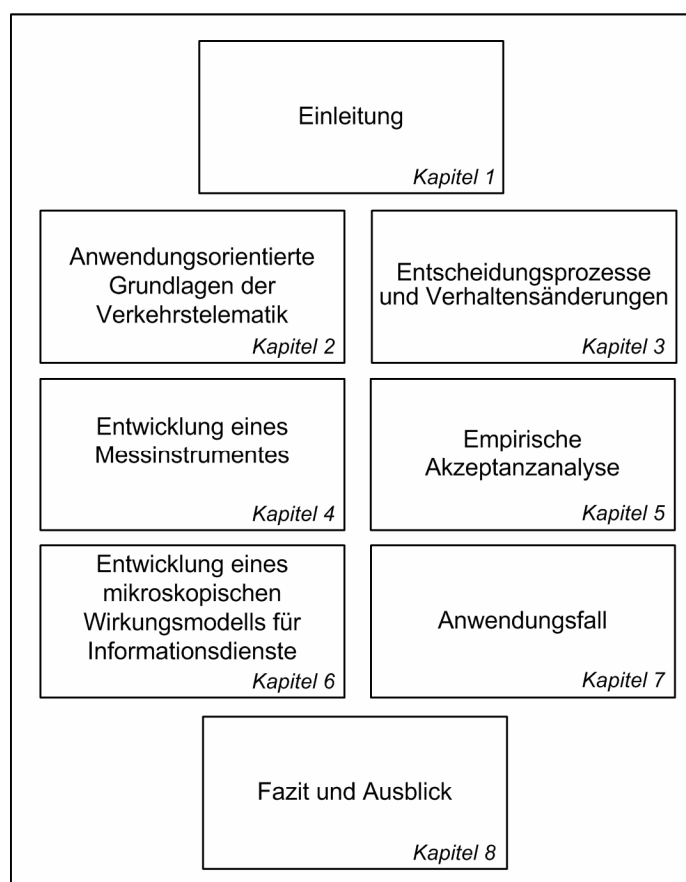 Einleitung
Kapitel 1
Anwendungsorientierte
Grundlagen der
Verkehrstelematik
Kapitel 2
Entscheidungsprozesse
und Verhaltensänderungen
Kapitel 3
Entwicklung eines
Messinstrumentes
Kapitel 4
Empirische
Akzeptanzanalyse
Kapitel 5
Entwicklung eines
mikroskopischen
Wirkungsmodells für
Informationsdienste
Kapitel 6
Anwendungsfall
Kapitel 7
Fazit und Ausblick
Kapitel 8